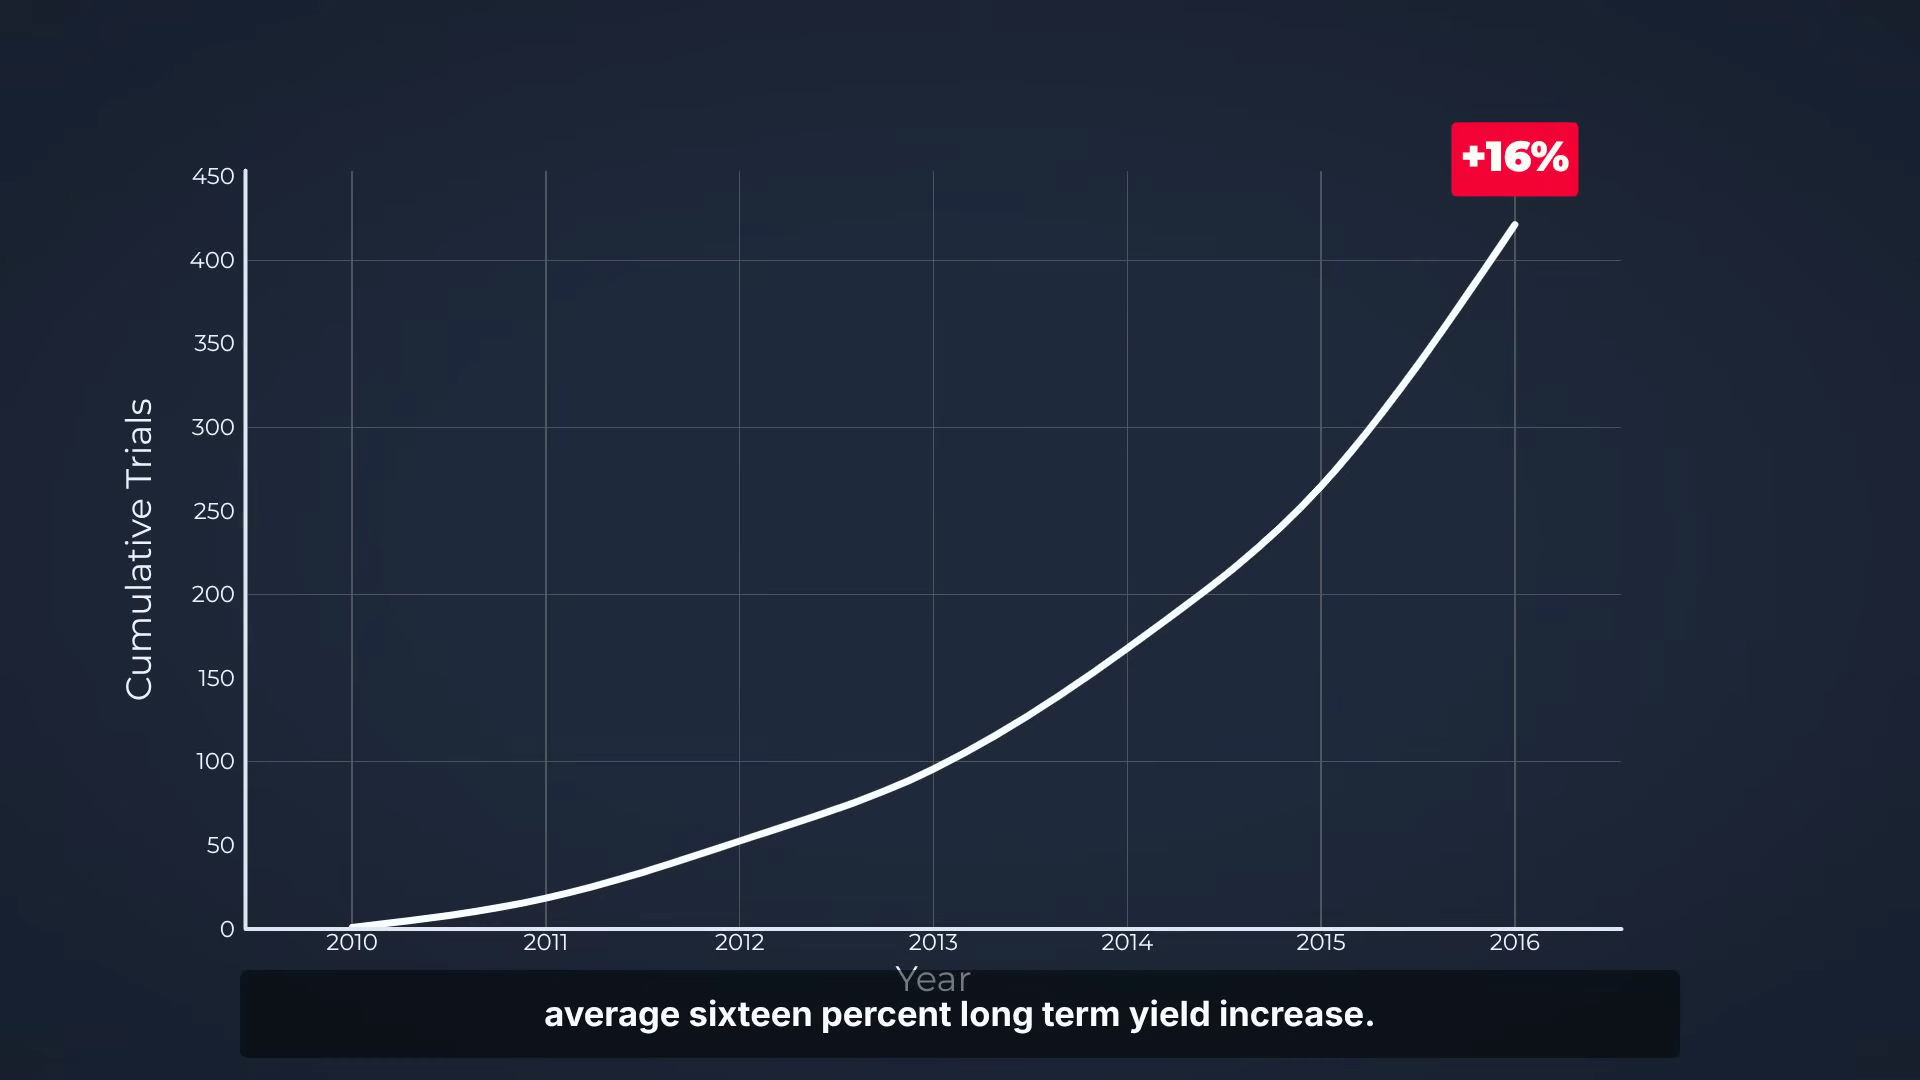 +16%
450
400
350
300
250
200
150
100
50
0
Cumulative Trials
2010 2011 2012 2013 2014 2015 2016
Year
average sixteen percent long term yield increase.